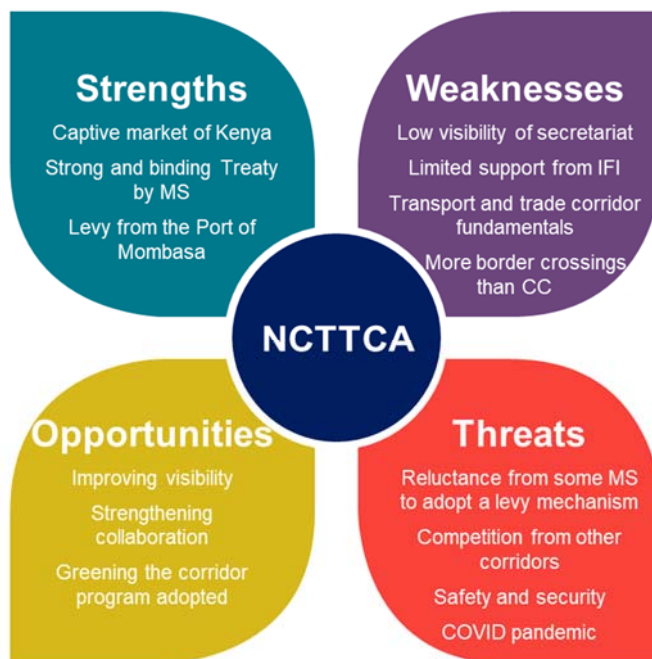 Strengths
Captive market of Kenya
Strong and binding Treaty
by MS
Levy from the Port of
Mombasa
Weaknesses
Low visibility of secretariat
Limited support from IFI
Transport and trade corridor
fundamentals
More border crossings
than CC
NCTTCA
Opportunities
Improving visibility
Strengthening
collaboration
Greening the corridor
program adopted
Threats
Reluctance from some MS
to adopt a levy mechanism
Competition from other
corridors
Safety and security
COVID pandemic